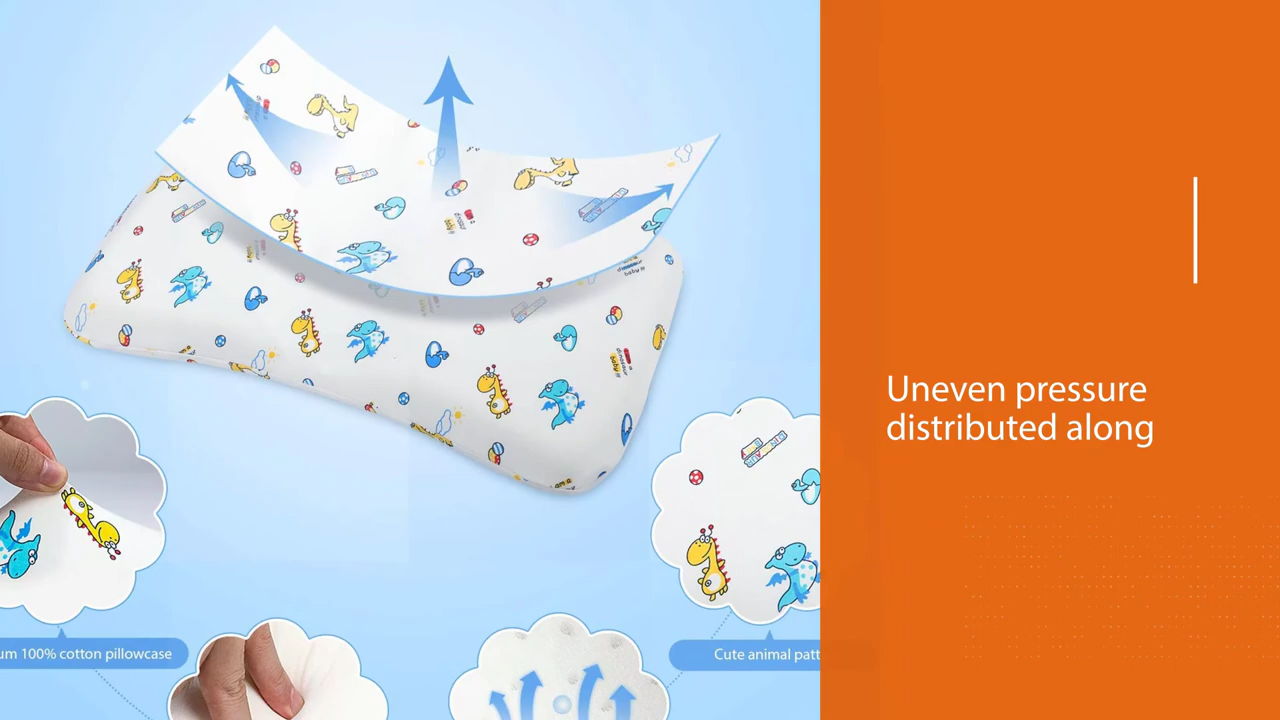 Uneven pressure
distributed along
um 100% cotton pillowcase
Cute animal patt